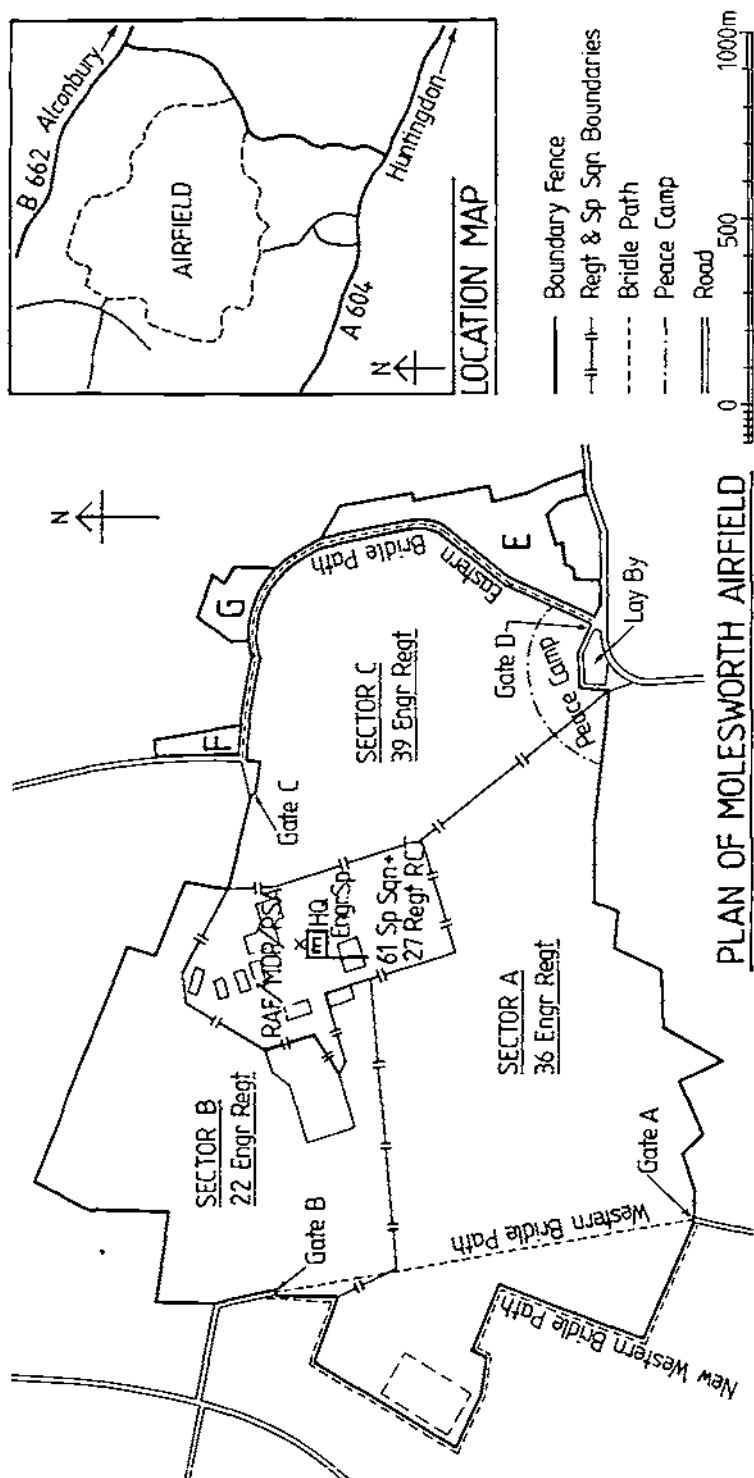 PLAN OF MOLESWORTH AIRFIELD
N
SECTOR B
22 Engr Regt
Gate B
RAF/MDP/PSA
HQ
Engr Sp
61 Sp Sqn+
27 Regt RCT
SECTOR A
36 Engr Regt
Gate A
Western Bridle Path
New Western Bridle Path
SECTOR C
39 Engr Regt
Gate C
F
G
E
Eastern
Bridle Path
Gate D
Peace Camp
Lay By
B 662
Alconbury
AIRFIELD
A 604
Huntingdon
N
LOCATION MAP
Boundary Fence
Regt & Sp Sqn Boundaries
Bridle Path
Peace Camp
Road
0 500 1000m